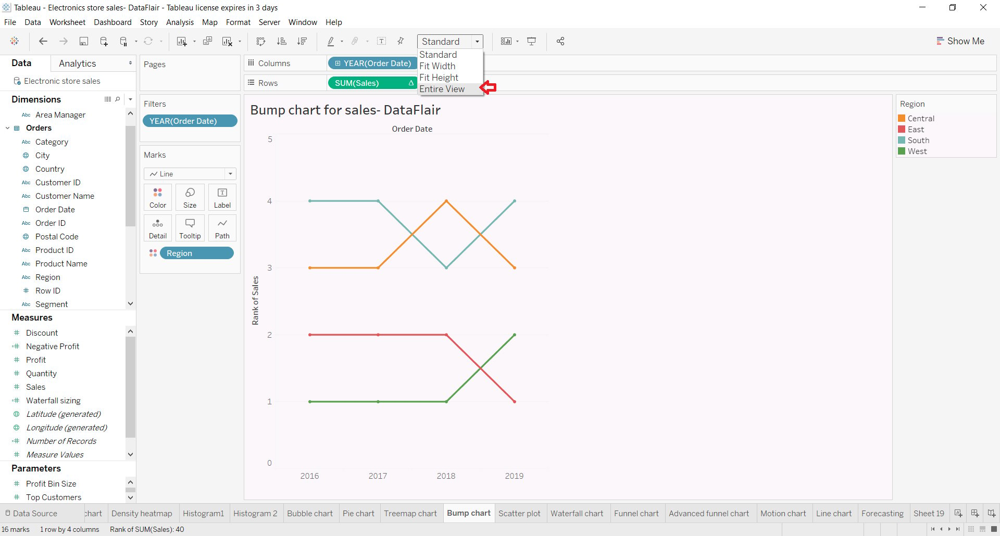 Tableau - Electronics store sales- DataFlair - Tableau license expires in 3 days
File Data Worksheet Dashboard Story Analysis Map Format Server Window Help
Standard
Show Me
Standard
Fit Width
Fit Height
Entire View
Data Analytics
Electronic store sales
Dimensions
Abc Area Manager
Orders
Abc Category
City
Country
Abc Customer ID
Abc Customer Name
Order Date
Abc Order ID
Postal Code
Abc Product ID
Abc Product Name
Abc Region
Row ID
Abc Segment
Measures
Discount
Negative Profit
Profit
Quantity
Sales
Waterfall sizing
Latitude (generated)
Longitude (generated)
Number of Records
Measure Values
Parameters
Profit Bin Size
Top Customers
Pages
Filters
YEAR(Order Date)
Marks
Line
Color Size Label
Detail Tooltip Path
Region
Columns YEAR(Order Date)
Rows SUM(Sales)
Bump chart for sales- DataFlair
Order Date
5
4
3
2
1
0
Rank of Sales
2016 2017 2018 2019
Region
Central
East
South
West
Data Source chart Density heatmap Histogram1 Histogram 2 Bubble chart Pie chart Treemap chart Bump chart Scatter plot Waterfall chart Funnel chart Advanced funnel chart Motion chart Line chart Forecasting Sheet 19
16 marks 1 row by 4 columns Rank of SUM(Sales): 40